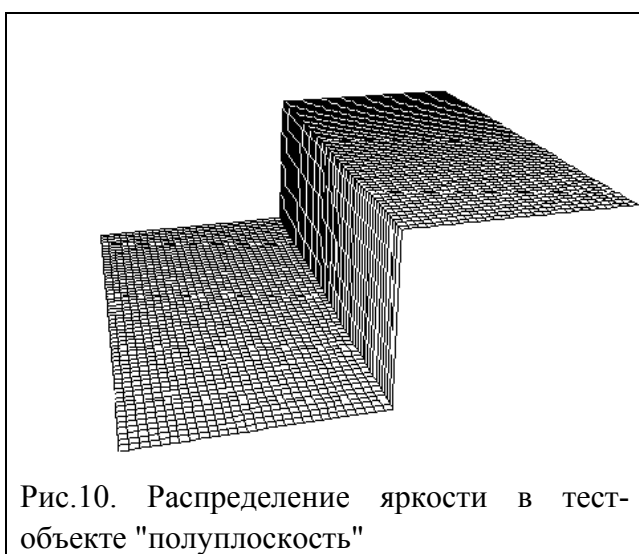 Рис.10. Распределение яркости в тест-
объекте "полуплоскость"